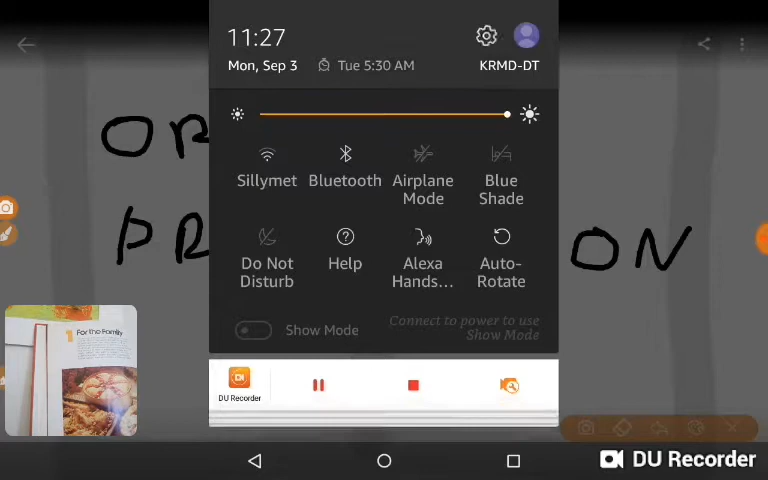 11:27
Mon, Sep 3 Tue 5:30 AM KRMD-DT
Sillymet Bluetooth Airplane Mode Blue Shade
Do Not Disturb Help Alexa Hands... Auto-Rotate
Show Mode Connect to power to use Show Mode
DU Recorder
ON
1 For the Family
DU Recorder